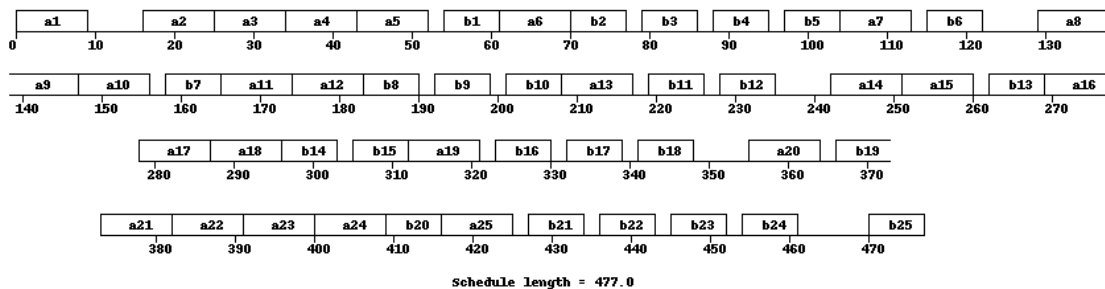 a1 a2 a3 a4 a5 b1 a6 b2 b3 b4 b5 a7 b6 a8
0 10 20 30 40 50 60 70 80 90 100 110 120 130
a9 a10 b7 a11 a12 b8 b9 b10 a13 b11 b12 a14 a15 b13 a16
140 150 160 170 180 190 200 210 220 230 240 250 260 270
a17 a18 b14 b15 a19 b16 b17 b18 a20 b19
280 290 300 310 320 330 340 350 360 370
a21 a22 a23 a24 b20 a25 b21 b22 b23 b24 b25
380 390 400 410 420 430 440 450 460 470
Schedule length = 477.0